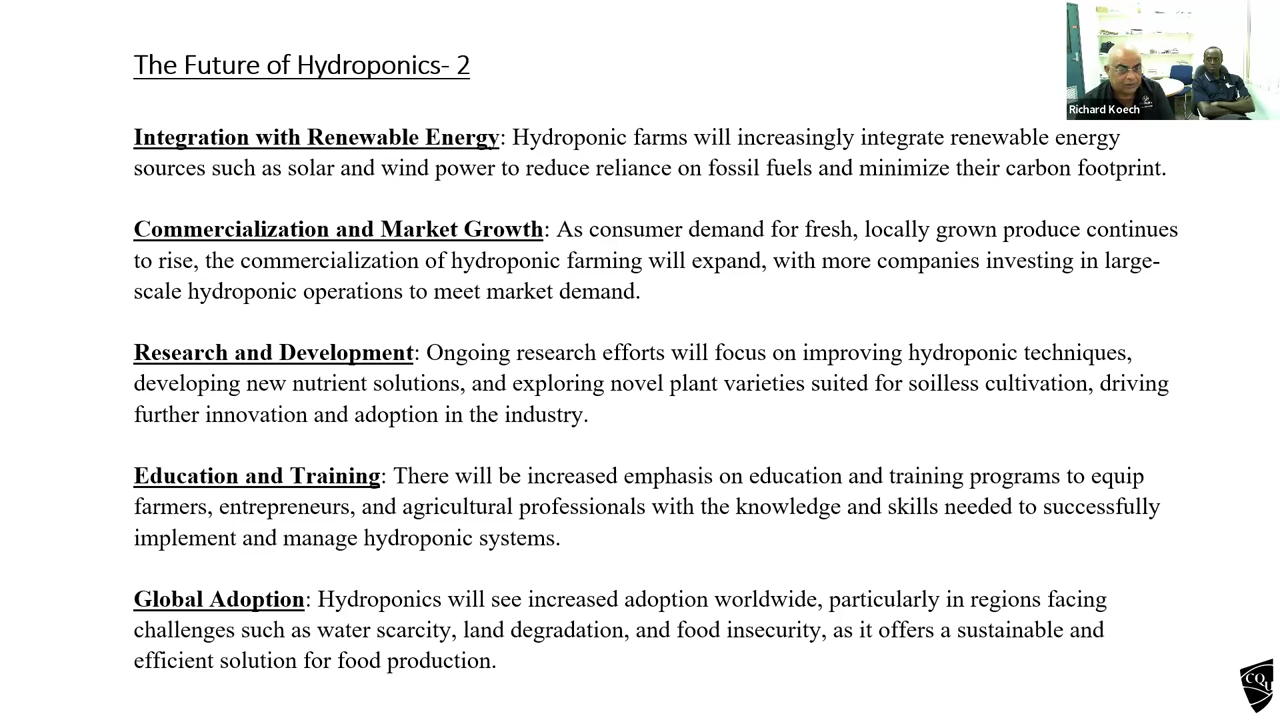 The Future of Hydroponics- 2
Richard Koech
Integration with Renewable Energy: Hydroponic farms will increasingly integrate renewable energy
sources such as solar and wind power to reduce reliance on fossil fuels and minimize their carbon footprint.
Commercialization and Market Growth: As consumer demand for fresh, locally grown produce continues
to rise, the commercialization of hydroponic farming will expand, with more companies investing in large-
scale hydroponic operations to meet market demand.
Research and Development: Ongoing research efforts will focus on improving hydroponic techniques,
developing new nutrient solutions, and exploring novel plant varieties suited for soilless cultivation, driving
further innovation and adoption in the industry.
Education and Training: There will be increased emphasis on education and training programs to equip
farmers, entrepreneurs, and agricultural professionals with the knowledge and skills needed to successfully
implement and manage hydroponic systems.
Global Adoption: Hydroponics will see increased adoption worldwide, particularly in regions facing
challenges such as water scarcity, land degradation, and food insecurity, as it offers a sustainable and
efficient solution for food production.
CQU